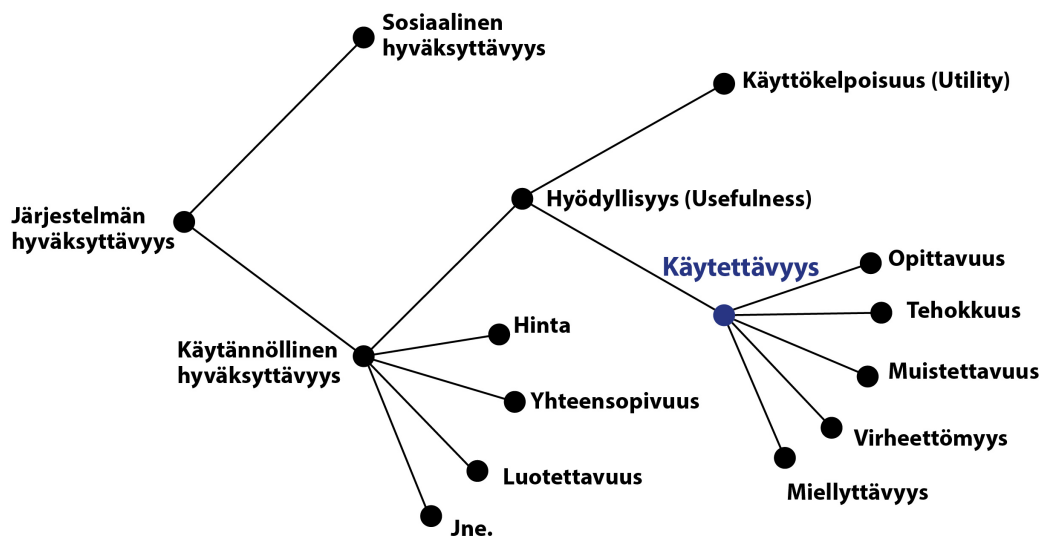 Sosiaalinen
hyväksyttävyys
Käyttökelpoisuus (Utility)
Hyödyllisyys (Usefulness)
Järjestelmän
hyväksyttävyys
Käytettävyys
Opittavuus
Tehokkuus
Hinta
Käytännöllinen
hyväksyttävyys
Muistettavuus
Yhteensopivuus
Virheettömyys
Luotettavuus
Miellyttävyys
Jne.